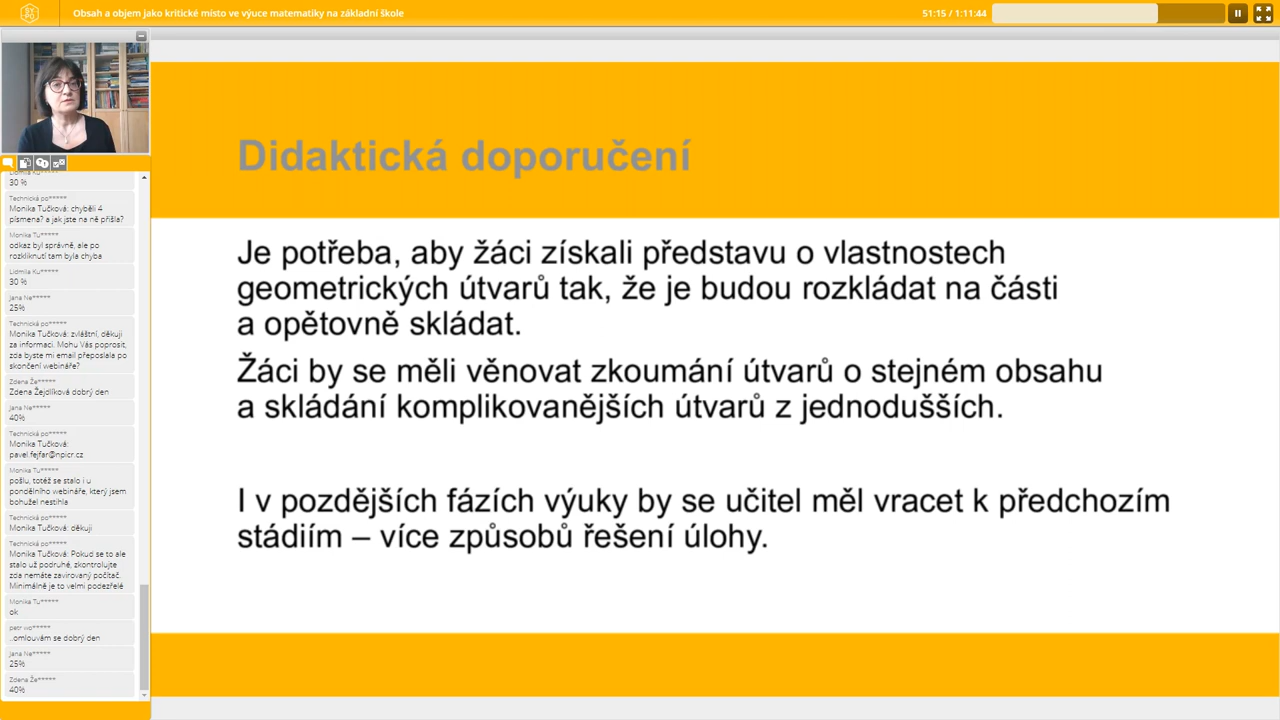 Obsah a objem jako kritické místo ve výuce matematiky na základní škole
51:15 / 1:11:44
30 %
Technická po*****
Monika Tučková: chyběli 4
písmena? a jak jste na ně přišla?
Monika Tu*****
odkaz byl správně, ale po
rozkliknutí tam byla chyba
Lidmila Ku*****
30 %
Jana Ne*****
25%
Technická po*****
Monika Tučková: zvláštní, děkuji
za informaci. Mohu Vás poprosit,
zda byste mi email přeposlala po
skončení webináře?
Zdena Že*****
Zdena Žejdlíková dobrý den
Jana Ne*****
40%
Technická po*****
Monika Tučková:
pavel.fejfar@npicr.cz
Monika Tu*****
pošlu, totéž se stalo i u
pondělního webináře, který jsem
bohužel nestihla
Technická po*****
Monika Tučková: děkuji
Technická po*****
Monika Tučková: Pokud se to ale
stalo už podruhé, zkontrolujte
zda nemáte zavirovaný počítač.
Minimálně je to velmi podezřelé
Monika Tu*****
ok
petr wo*****
..omlouvám se dobrý den
Jana Ne*****
25%
Zdena Že*****
40%
Didaktická doporučení
Je potřeba, aby žáci získali představu o vlastnostech
geometrických útvarů tak, že je budou rozkládat na části
a opětovně skládat.
Žáci by se měli věnovat zkoumání útvarů o stejném obsahu
a skládání komplikovanějších útvarů z jednodušších.
I v pozdějších fázích výuky by se učitel měl vracet k předchozím
stádiím – více způsobů řešení úlohy.